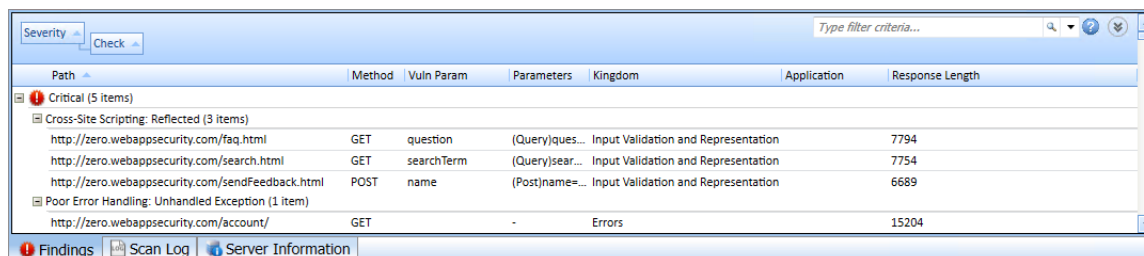 Severity
Check
Type filter criteria...
Path Method Vuln Param Parameters Kingdom Application Response Length
Critical (5 items)
Cross-Site Scripting: Reflected (3 items)
http://zero.webappsecurity.com/faq.html GET question (Query)ques... Input Validation and Representation 7794
http://zero.webappsecurity.com/search.html GET searchTerm (Query)sear... Input Validation and Representation 7754
http://zero.webappsecurity.com/sendFeedback.html POST name (Post)name=... Input Validation and Representation 6689
Poor Error Handling: Unhandled Exception (1 item)
http://zero.webappsecurity.com/account/ GET - Errors 15204
Findings LOG Scan Log Server Information